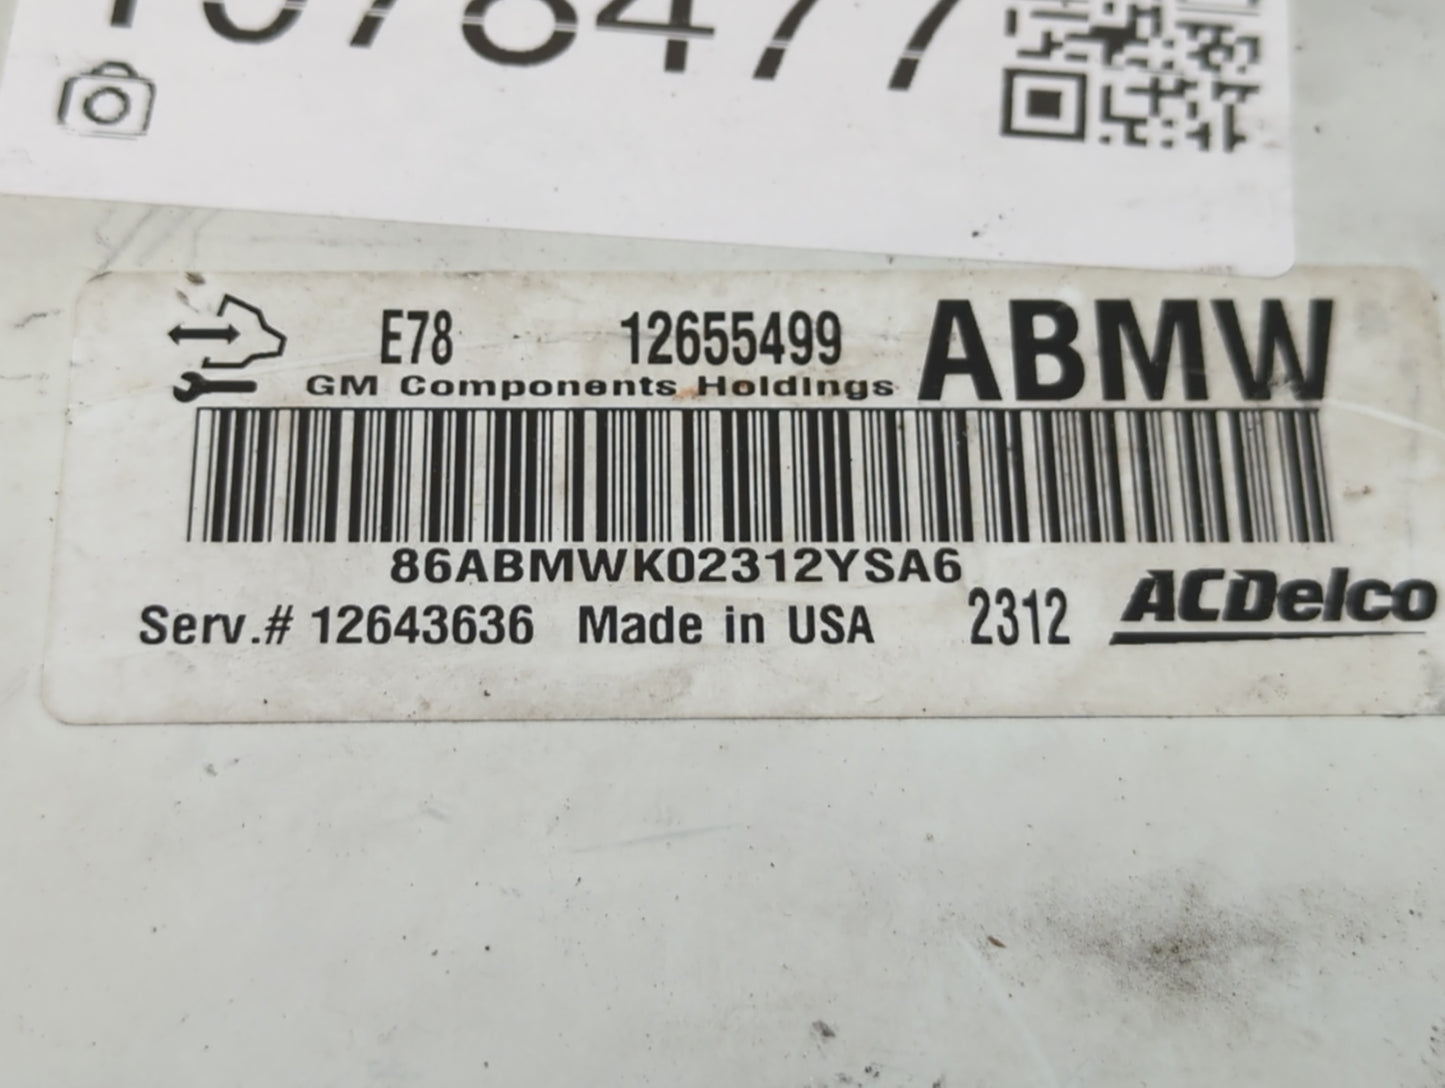 E78 12655499 ABMW
GM Components Holdings
86ABMWK02312YSA6
Serv.# 12643636 Made in USA 2312 ACDelco